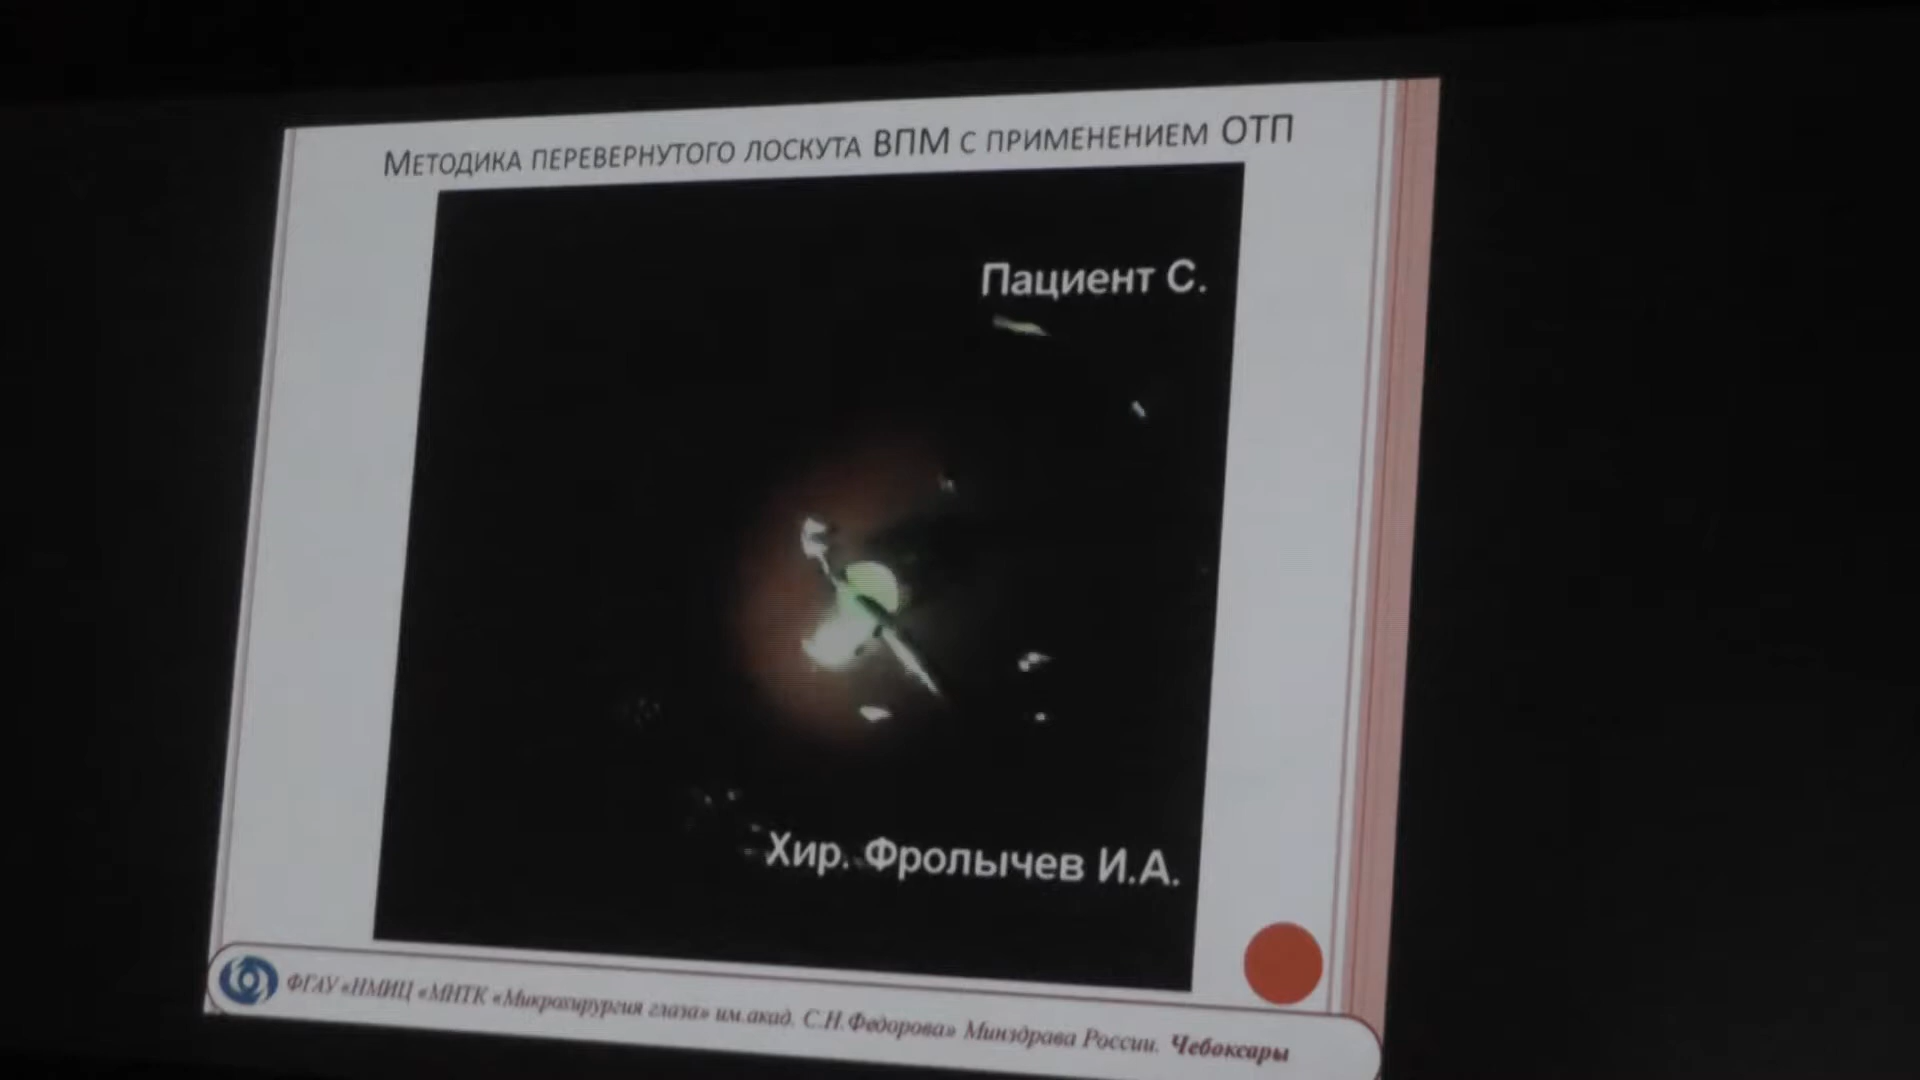 Методика перевернутого лоскута ВПМ с применением ОТП
Пациент С.
Хир. Фролычев И.А.
ФГАУ «НМИЦ «МНТК «Микрохирургия глаза» им.акад. С.Н.Федорова» Минздрава России. Чебоксары